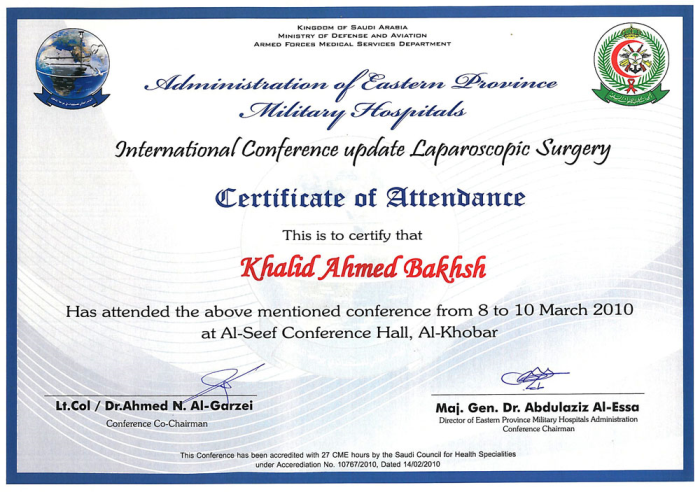 KINGDOM OF SAUDI ARABIA
MINISTRY OF DEFENSE AND AVIATION
ARMED FORCES MEDICAL SERVICES DEPARTMENT
Administration of Eastern Province
Military Hospitals
International Conference update Laparoscopic Surgery
Certificate of Attendance
This is to certify that
Khalid Ahmed Bakhsh
Has attended the above mentioned conference from 8 to 10 March 2010
at Al-Seef Conference Hall, Al-Khobar
Lt.Col / Dr.Ahmed N. Al-Garzei
Conference Co-Chairman
Maj. Gen. Dr. Abdulaziz Al-Essa
Director of Eastern Province Military Hospitals Administration
Conference Chairman
This Conference has been accredited with 27 CME hours by the Saudi Council for Health Specialities
under Accrediation No. 10767/2010, Dated 14/02/2010